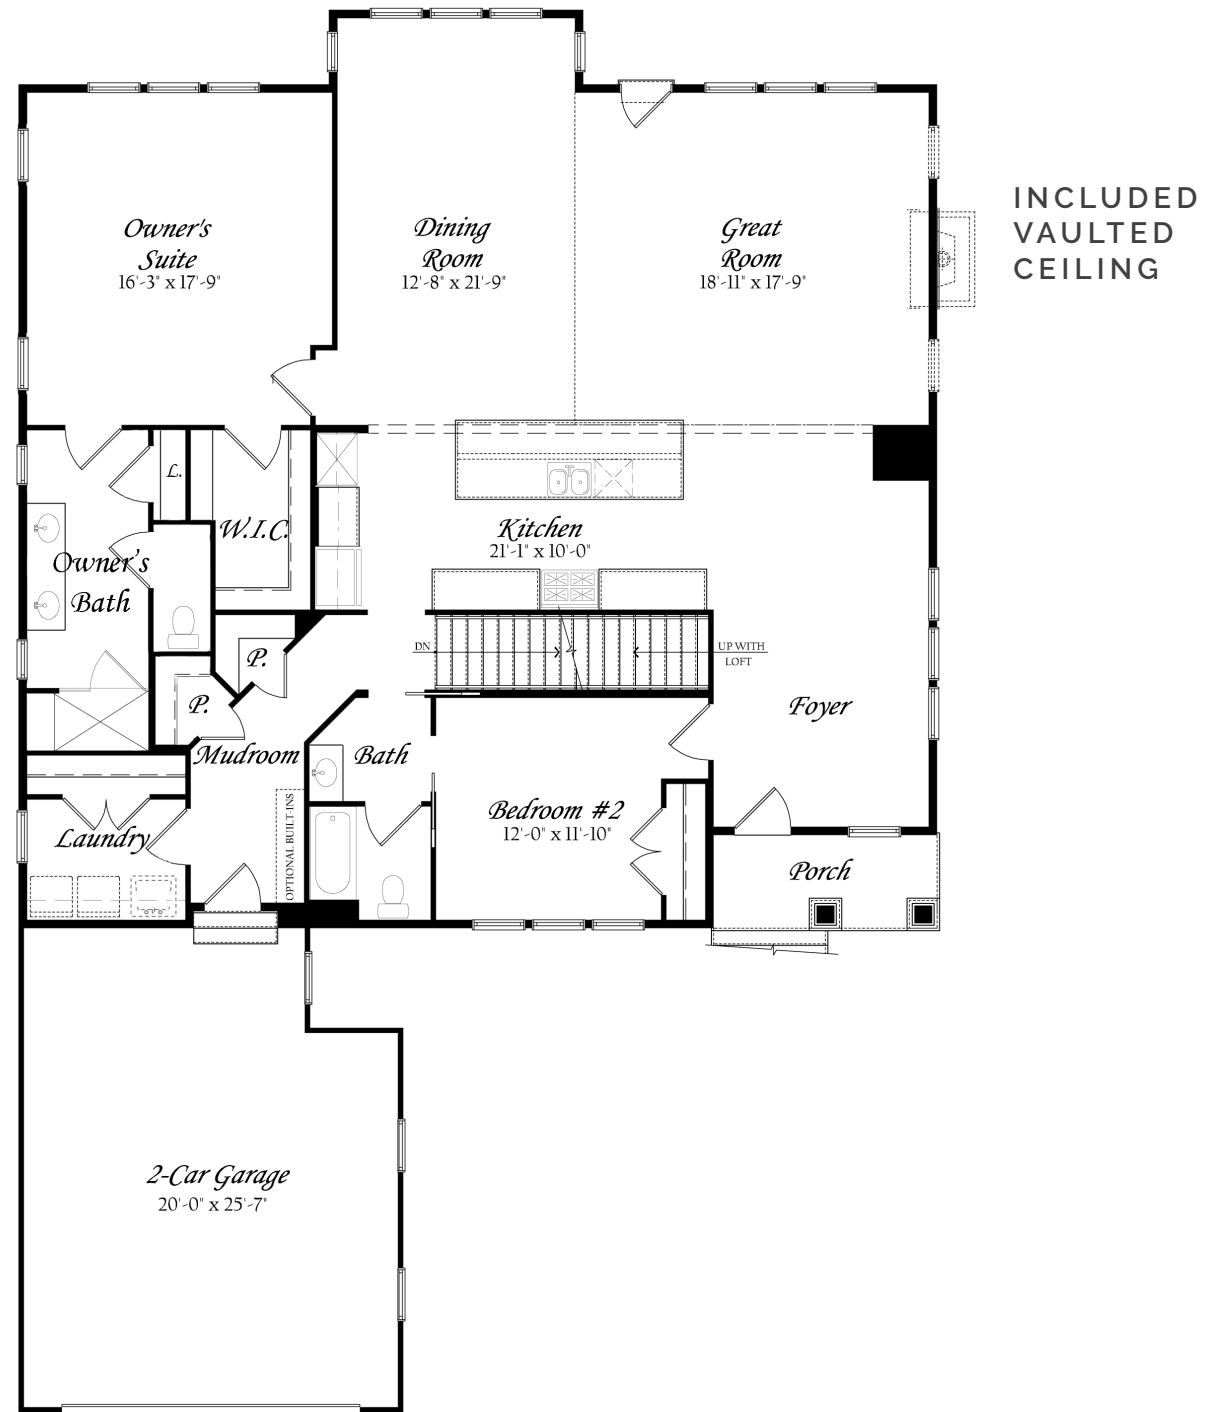 INCLUDED
VAULTED
CEILING
Owner's
Suite
16'-3" x 17'-9"
Dining
Room
12'-8" x 21'-9"
Great
Room
18'-11" x 17'-9"
L.
W.I.C.
Kitchen
21'-1" x 10'-0"
Owner's
Bath
P.
P.
DN
UP WITH
LOFT
Foyer
Mudroom
Bath
Bedroom #2
12'-0" x 11'-10"
Laundry
OPTIONAL BUILT-INS
Porch
2-Car Garage
20'-0" x 25'-7"